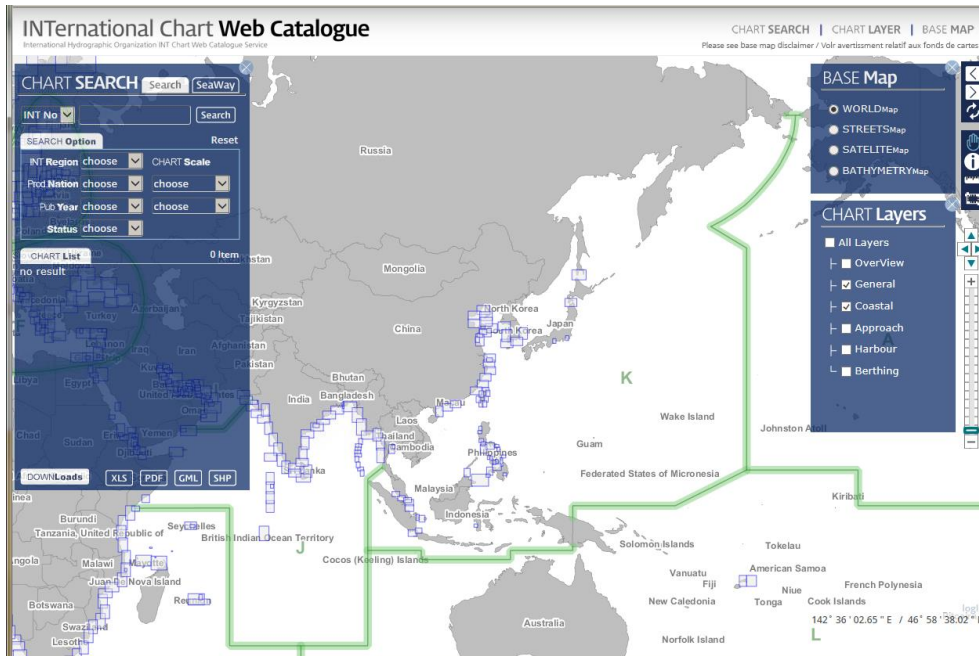 INTernational Chart Web Catalogue
International Hydrographic Organization INT Chart Web Catalogue Service
CHART SEARCH | CHART LAYER | BASE MAP
Please see base map disclaimer / Voir avertissment relatif aux fonds de cartes
CHART SEARCH Search SeaWay
INT No Search
SEARCH Option Reset
INT Region choose CHART Scale
Prod.Nation choose choose
Pub Year choose choose
Status choose
CHART List 0 Item
no result
DOWNLoads XLS PDF GML SHP
BASE Map
WORLDMap
STREETSMap
SATELITEMap
BATHYMETRYMap
CHART Layers
All Layers
OverView
General
Coastal
Approach
Harbour
Berthing
Russia
Mongolia
Kyrgyzstan
Tajikistan
Afghanistan
Pakistan
China
North Korea
South Korea
Japan
Turkey
Azerbaijan
Iraq
Iran
Egypt
Libya
Chad
Sudan
Yemen
Oman
Djibouti
India
Bhutan
Bangladesh
Laos
Macau
Thailand
Cambodia
Philippines
Malaysia
Indonesia
K
A
Wake Island
Johnston Atoll
Guam
Federated States of Micronesia
Kiribati
Burundi
Tanzania, United Republic of
Seychelles
British Indian Ocean Territory
J
Cocos (Keeling) Islands
Malawi
Mayotte
Juan De Nova Island
Botswana
Reunion
Swaziland
Lesotho
Australia
Solomon Islands
Tokelau
Vanuatu
American Samoa
Fiji
Niue
French Polynesia
New Caledonia
Tonga
Cook Islands
Norfolk Island
L
142° 36 ' 02.65 " E / 46° 58 ' 38.02 "